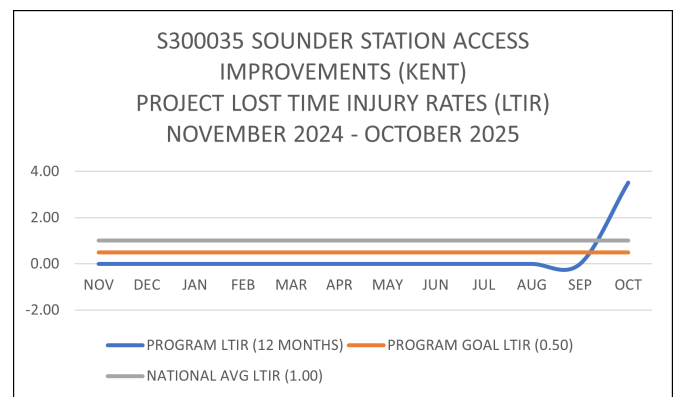 S300035 SOUNDER STATION ACCESS
IMPROVEMENTS (KENT)
PROJECT LOST TIME INJURY RATES (LTIR)
NOVEMBER 2024 - OCTOBER 2025
4.00
2.00
0.00
-2.00
NOV DEC JAN FEB MAR APR MAY JUN JUL AUG SEP OCT
PROGRAM LTIR (12 MONTHS) PROGRAM GOAL LTIR (0.50)
NATIONAL AVG LTIR (1.00)